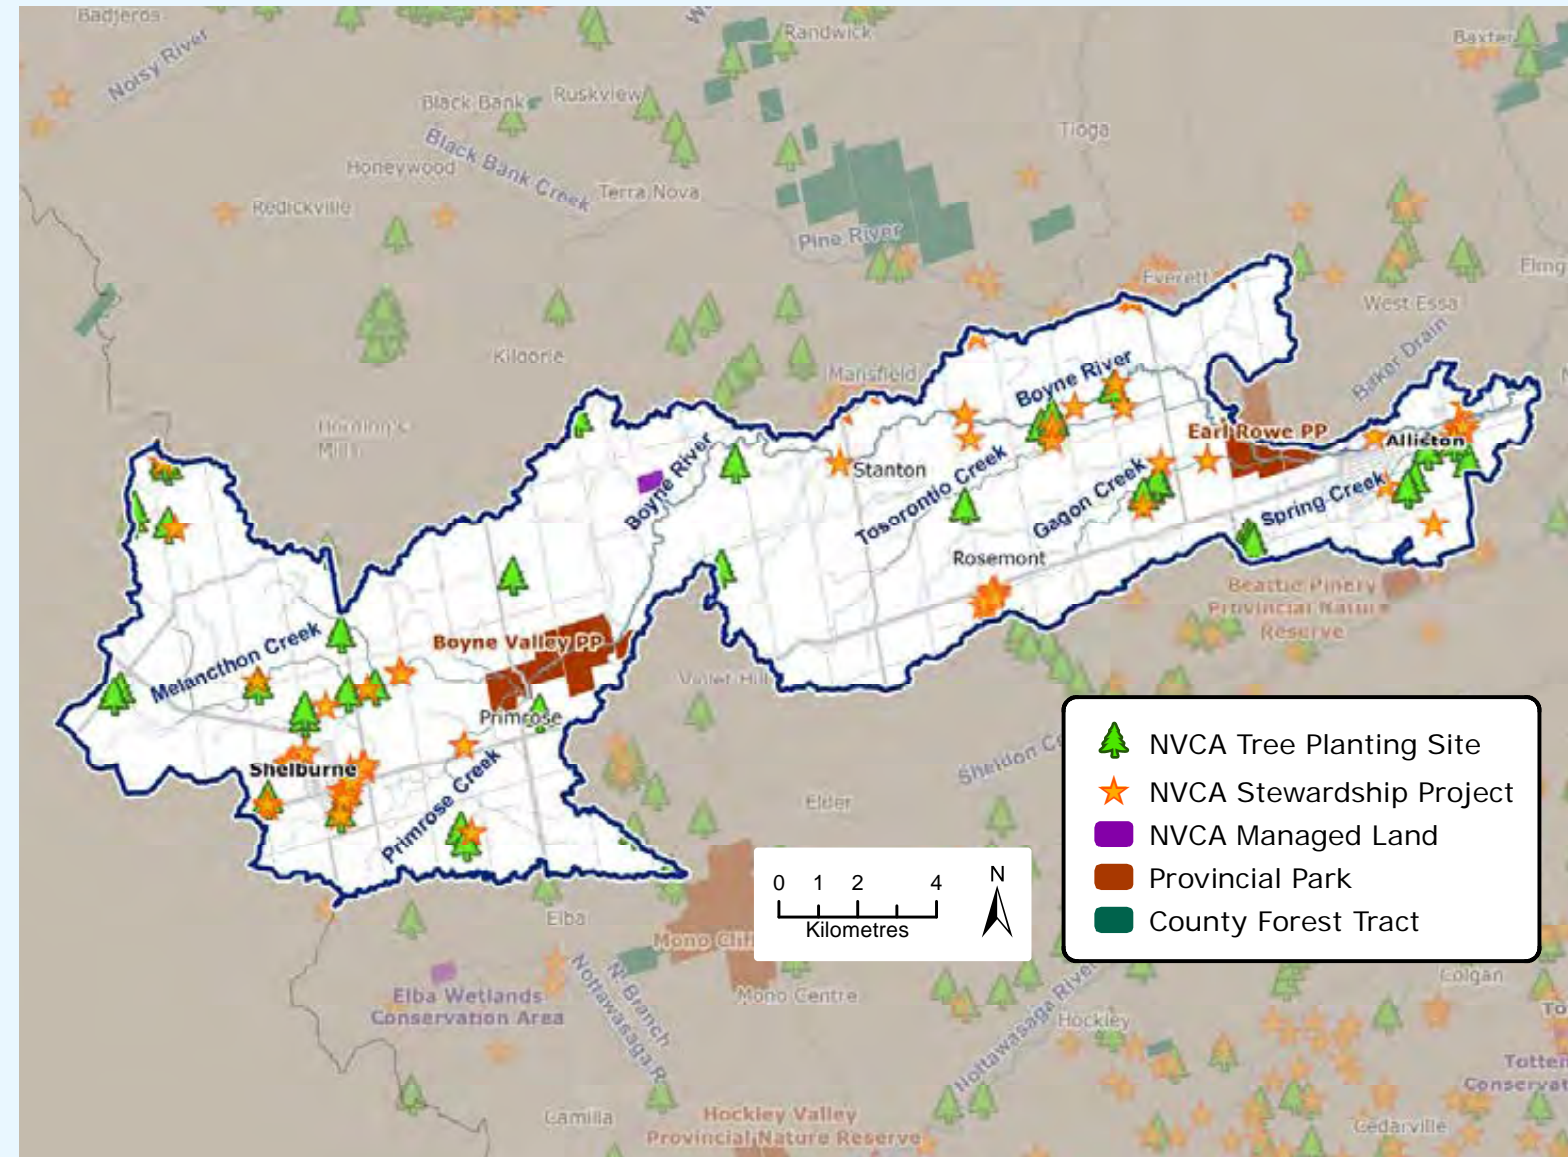 Badjeros
Noisy River
Randwick
Baxter
Black Bank
Ruskview
Black Bank Creek
Honeywood
Terra Nova
Tioga
Redickville
Pine River
Everett
West Essa
Kilgorie
Mansfield
Baker Drain
Boyne River
Horning's
Mills
Earl Rowe PP
Alliston
Boyne River
Stanton
Tosorontio Creek
Gagon Creek
Spring Creek
Rosemont
Beattie Pinery
Provincial Nature
Reserve
Melancthon Creek
Boyne Valley PP
Violet Hill
Primrose
Shelburne
Primrose Creek
Sheldon
Elder
NVCA Tree Planting Site
NVCA Stewardship Project
NVCA Managed Land
Provincial Park
County Forest Tract
0 1 2 4
Kilometres
N
Elba
Mono
Mono Centre
Elba Wetlands
Conservation Area
Nottawasaga R
N. Branch
Nottawasaga River
Hockley
Colgan
Camilla
Hockley Valley
Provincial Nature Reserve
Cedarville